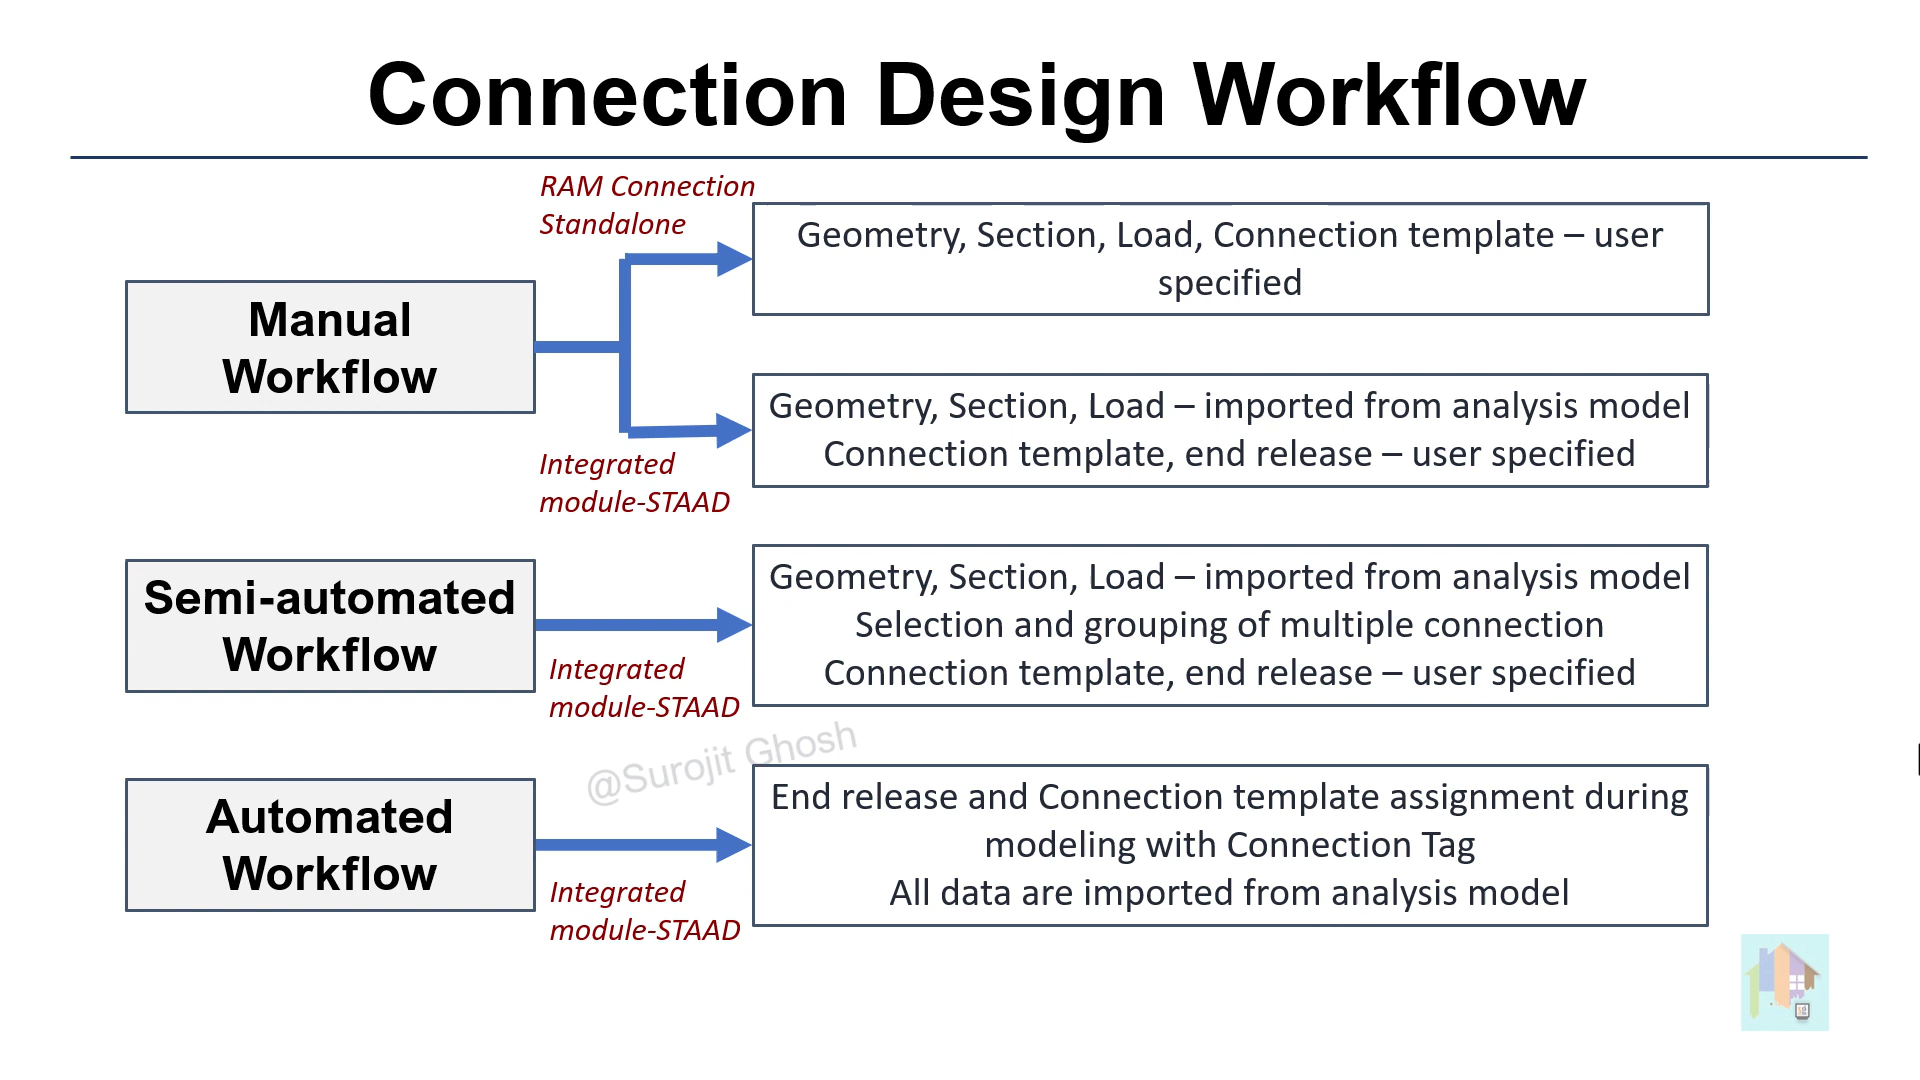 Connection Design Workflow
RAM Connection
Standalone
Geometry, Section, Load, Connection template – user
specified
Manual
Workflow
Geometry, Section, Load – imported from analysis model
Connection template, end release – user specified
Integrated
module-STAAD
Semi-automated
Workflow
Geometry, Section, Load – imported from analysis model
Selection and grouping of multiple connection
Connection template, end release – user specified
Integrated
module-STAAD
@Surojit Ghosh
Automated
Workflow
End release and Connection template assignment during
modeling with Connection Tag
All data are imported from analysis model
Integrated
module-STAAD